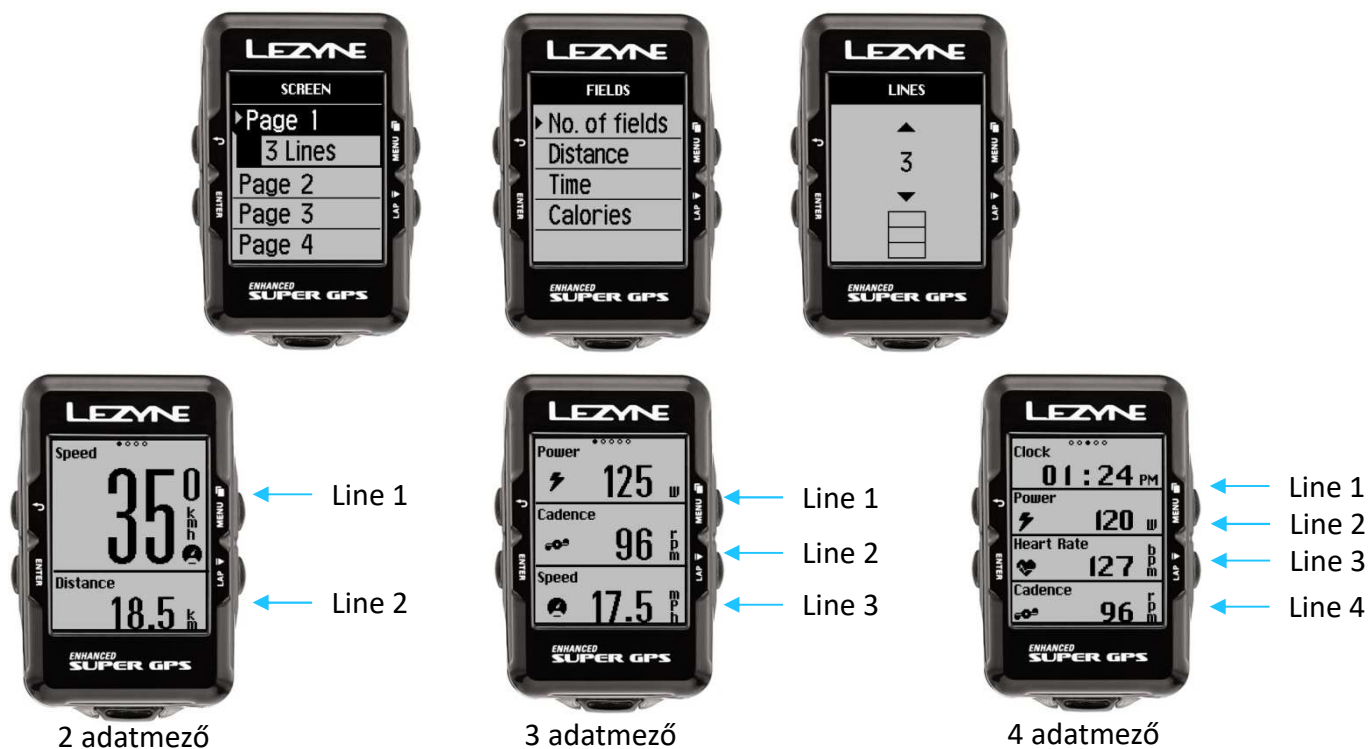 LEZYNE
SCREEN
Page 1
3 Lines
Page 2
Page 3
Page 4
MENU
ENTER
LAP
ENHANCED
SUPER GPS
LEZYNE
FIELDS
No. of fields
Distance
Time
Calories
MENU
ENTER
LAP
ENHANCED
SUPER GPS
LEZYNE
LINES
3
MENU
ENTER
LAP
ENHANCED
SUPER GPS
LEZYNE
Speed
35 0 kmh
Distance
18.5 km
MENU
ENTER
LAP
ENHANCED
SUPER GPS
Line 1
Line 2
2 adatmező
LEZYNE
Power
125 W
Cadence
96 rpm
Speed
17.5 mph
MENU
ENTER
LAP
ENHANCED
SUPER GPS
Line 1
Line 2
Line 3
3 adatmező
LEZYNE
Clock
01:24 PM
Power
120 W
Heart Rate
127 bpm
Cadence
96 rpm
MENU
ENTER
LAP
ENHANCED
SUPER GPS
Line 1
Line 2
Line 3
Line 4
4 adatmező